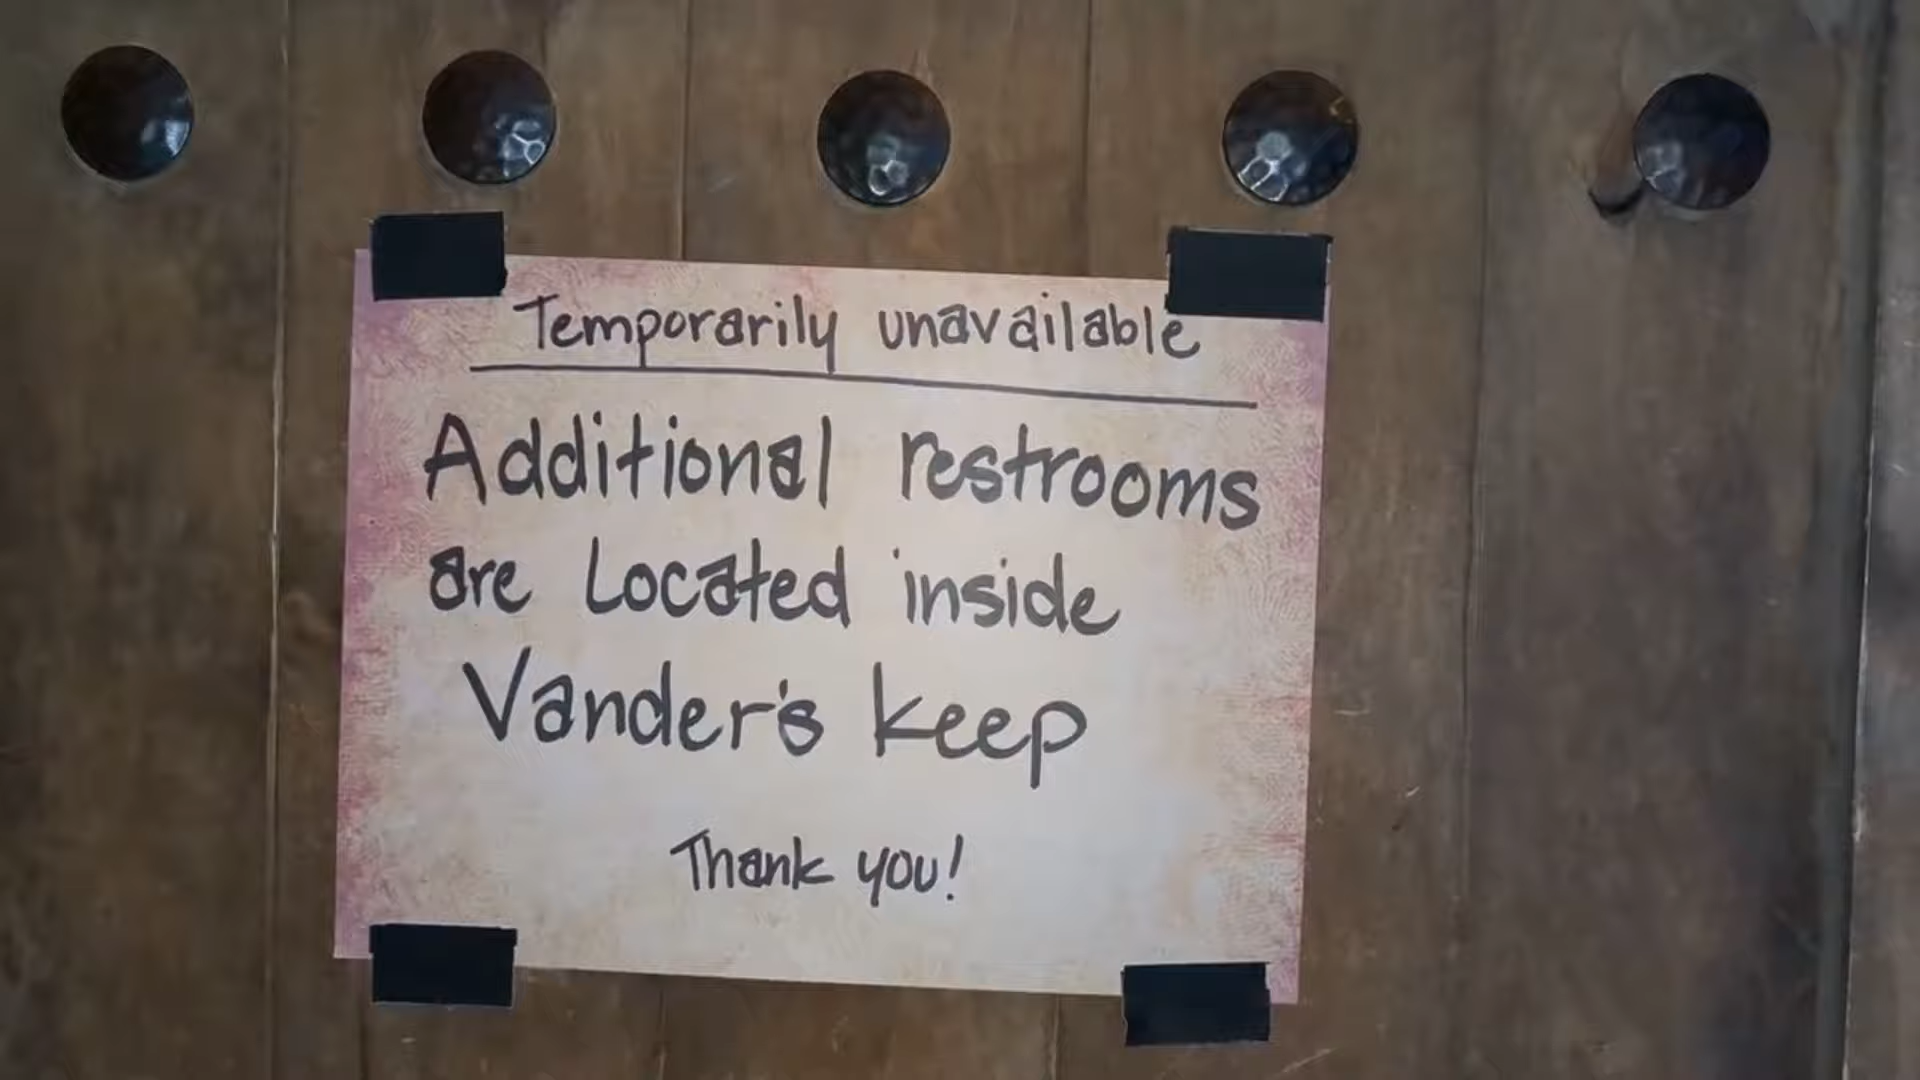 Temporarily unavailable
Additional restrooms
are Located inside
Vander's keep
Thank you!